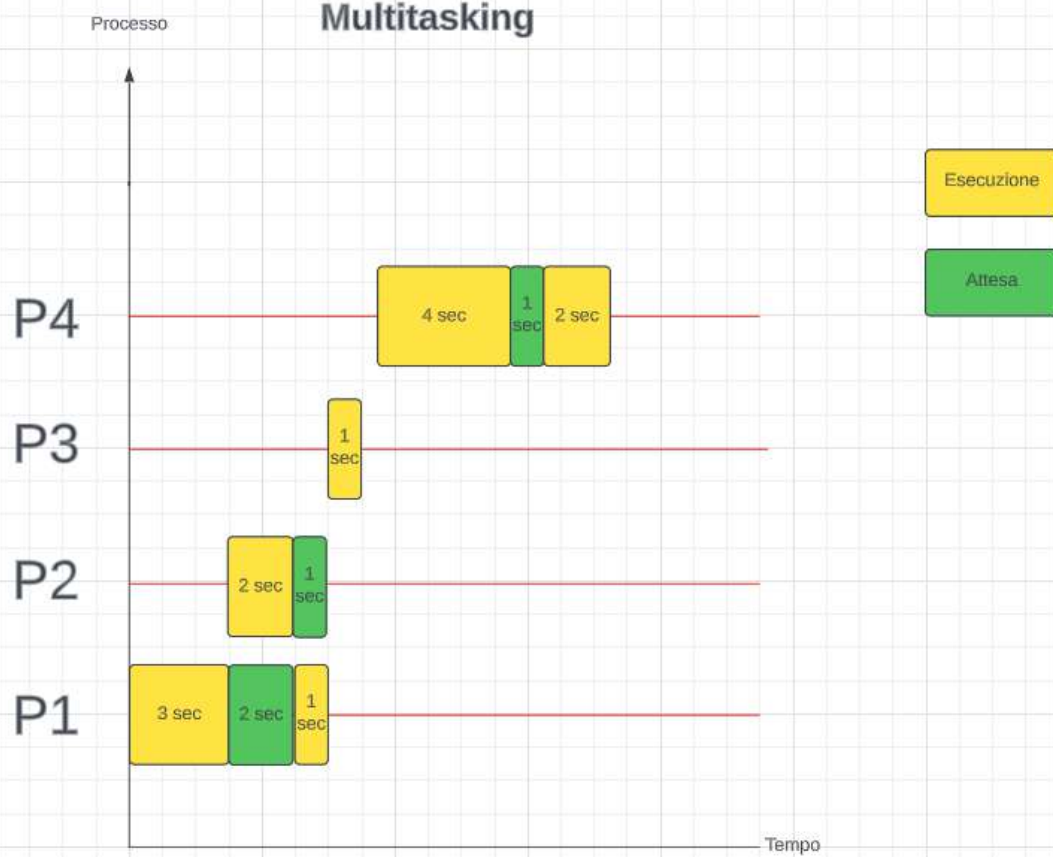 Multitasking
Processo
Esecuzione
Attesa
P4
4 sec
1
sec
2 sec
P3
1
sec
P2
2 sec
1
sec
P1
3 sec
2 sec
1
sec
Tempo